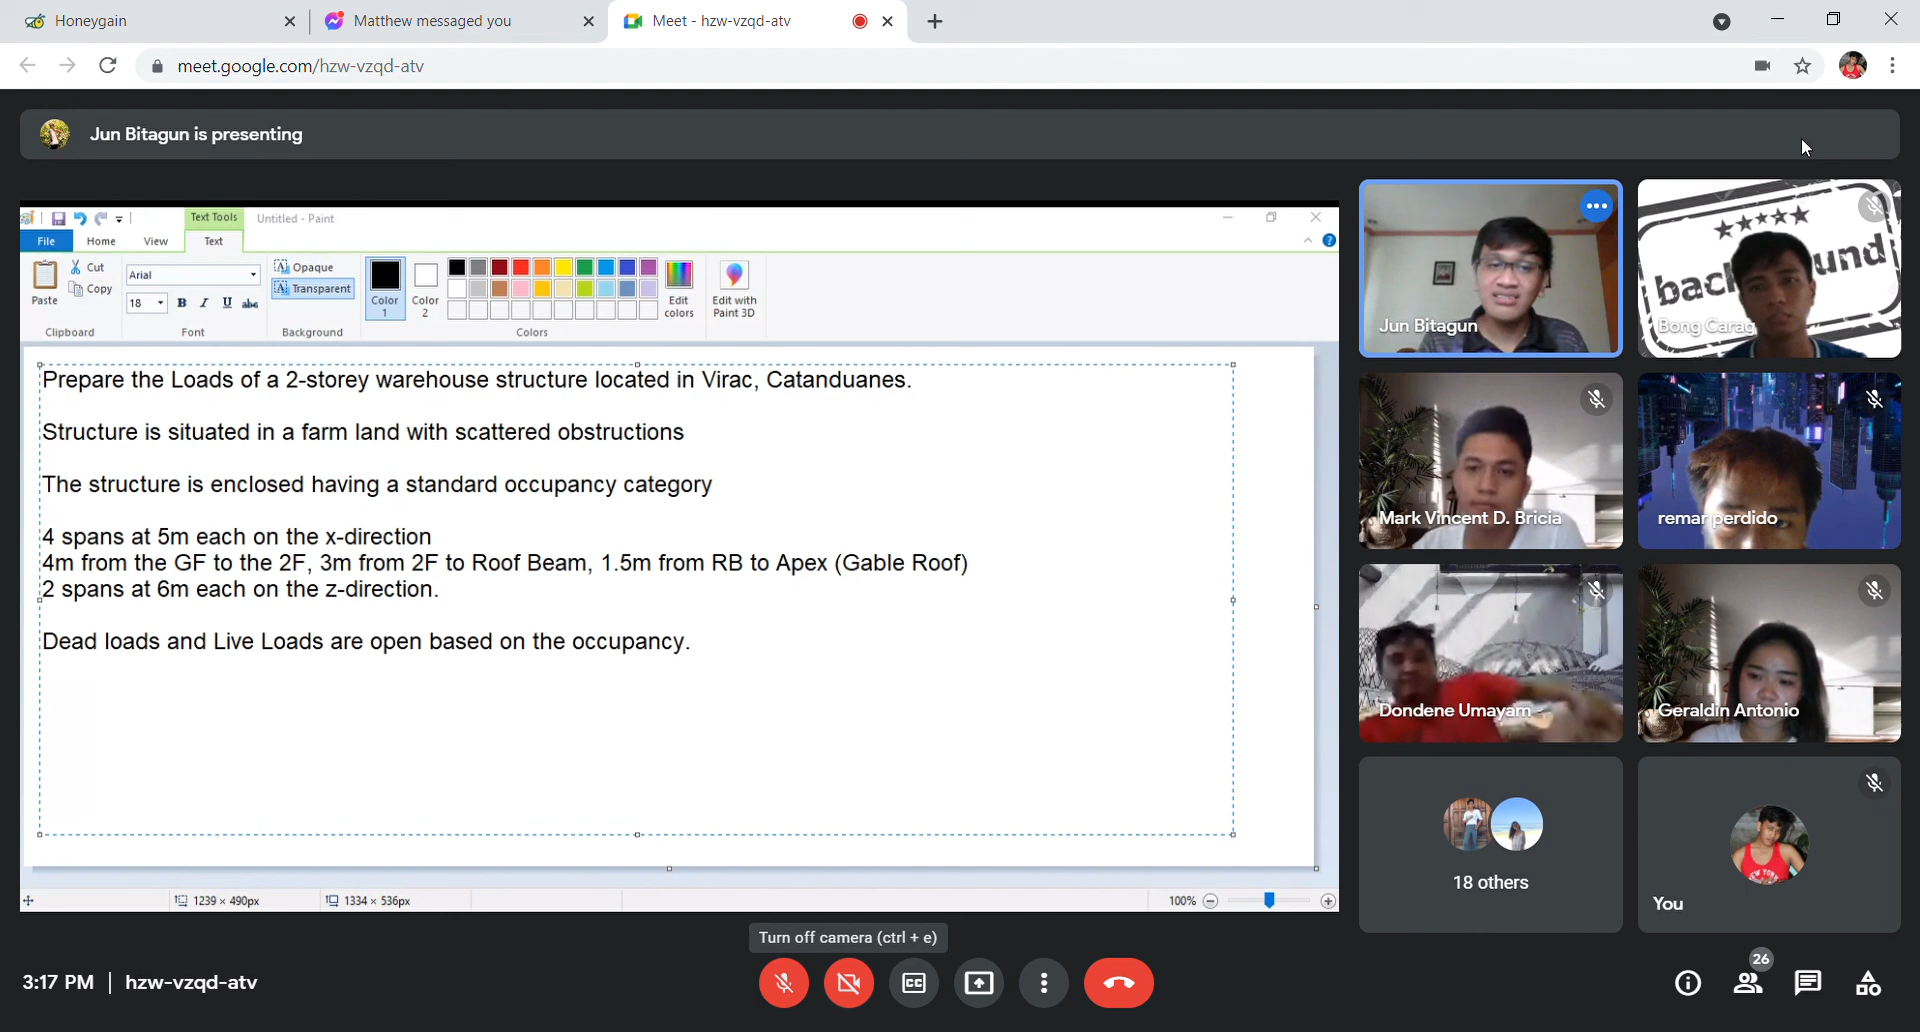 Honeygain
Matthew messaged you
Meet - hzw-vzqd-atv
meet.google.com/hzw-vzqd-atv
Jun Bitagun is presenting
Text Tools
Untitled - Paint
File
Home
View
Text
Paste
Cut
Copy
Clipboard
Arial
18
B I U abc
Font
Opaque
Transparent
Background
Color 1
Color 2
Edit colors
Edit with Paint 3D
Colors
Prepare the Loads of a 2-storey warehouse structure located in Virac, Catanduanes.
Structure is situated in a farm land with scattered obstructions
The structure is enclosed having a standard occupancy category
4 spans at 5m each on the x-direction
4m from the GF to the 2F, 3m from 2F to Roof Beam, 1.5m from RB to Apex (Gable Roof)
2 spans at 6m each on the z-direction.
Dead loads and Live Loads are open based on the occupancy.
1239 × 490px
1334 × 536px
100%
Jun Bitagun
Bong Carag
Mark Vincent D. Bricia
remar perdido
Dondene Umayam
Geraldin Antonio
18 others
You
Turn off camera (ctrl + e)
3:17 PM | hzw-vzqd-atv
CC
26